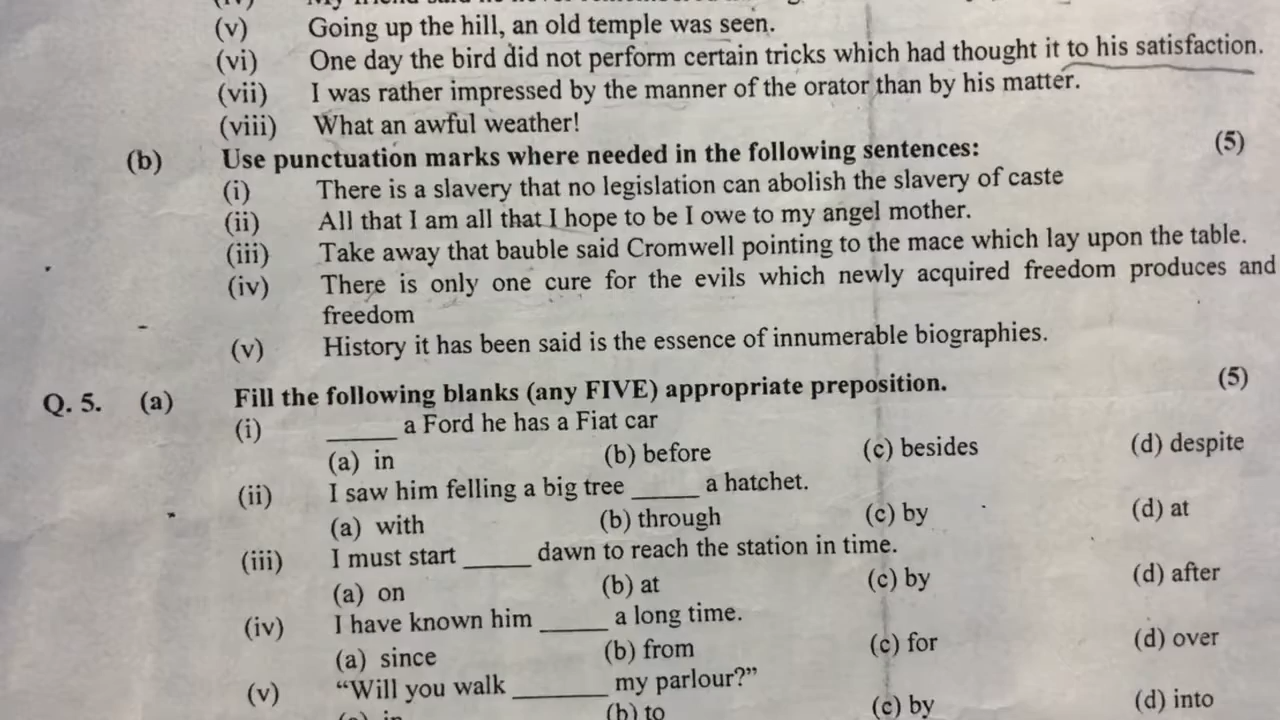 (v) Going up the hill, an old temple was seen.
(vi) One day the bird did not perform certain tricks which had thought it to his satisfaction.
(vii) I was rather impressed by the manner of the orator than by his matter.
(viii) What an awful weather!
(b) Use punctuation marks where needed in the following sentences: (5)
(i) There is a slavery that no legislation can abolish the slavery of caste
(ii) All that I am all that I hope to be I owe to my angel mother.
(iii) Take away that bauble said Cromwell pointing to the mace which lay upon the table.
(iv) There is only one cure for the evils which newly acquired freedom produces and
freedom
(v) History it has been said is the essence of innumerable biographies.
Q. 5. (a) Fill the following blanks (any FIVE) appropriate preposition. (5)
(i) _____ a Ford he has a Fiat car
(a) in (b) before (c) besides (d) despite
(ii) I saw him felling a big tree _____ a hatchet.
(a) with (b) through (c) by (d) at
(iii) I must start _____ dawn to reach the station in time.
(a) on (b) at (c) by (d) after
(iv) I have known him _____ a long time.
(a) since (b) from (c) for (d) over
(v) “Will you walk _____ my parlour?”
(a) in (b) to (c) by (d) into